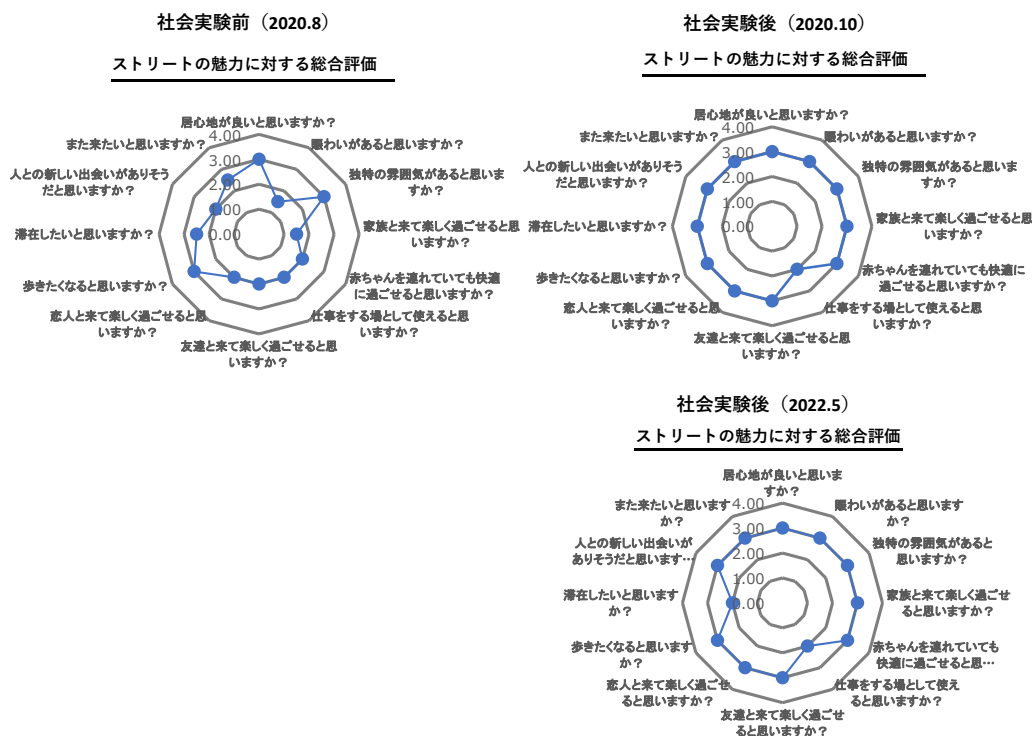 社会実験前（2020.8）
ストリートの魅力に対する総合評価
居心地が良いと思いますか？
賑わいがあると思いますか？
独特の雰囲気があると思い
ますか？
家族と来て楽しく過ごせると思
いますか？
赤ちゃんを連れていても快適
に過ごせると思いますか？
仕事をする場として使えると思
いますか？
友達と来て楽しく過ごせると思
いますか？
恋人と来て楽しく過ごせると思
いますか？
歩きたくなると思いますか？
滞在したいと思いますか？
人との新しい出会いがありそう
だと思いますか？
また来たいと思いますか？
4.00
3.00
2.00
1.00
0.00
社会実験後（2020.10）
ストリートの魅力に対する総合評価
居心地が良いと思いますか？
賑わいがあると思いますか？
独特の雰囲気があると思いま
すか？
家族と来て楽しく過ごせると思
いますか？
赤ちゃんを連れていても快適に
過ごせると思いますか？
仕事をする場として使えると思
いますか？
友達と来て楽しく過ごせると思
いますか？
恋人と来て楽しく過ごせると思
いますか？
歩きたくなると思いますか？
滞在したいと思いますか？
人との新しい出会いがありそう
だと思いますか？
また来たいと思いますか？
4.00
3.00
2.00
1.00
0.00
社会実験後（2022.5）
ストリートの魅力に対する総合評価
居心地が良いと思いま
すか？
賑わいがあると思います
か？
独特の雰囲気があると
思いますか？
家族と来て楽しく過ごせ
ると思いますか？
赤ちゃんを連れていても
快適に過ごせると思…
仕事をする場として使え
ると思いますか？
友達と来て楽しく過ごせ
ると思いますか？
恋人と来て楽しく過ごせ
ると思いますか？
歩きたくなると思います
か？
滞在したいと思います
か？
人との新しい出会いが
ありそうだと思います…
また来たいと思います
か？
4.00
3.00
2.00
1.00
0.00